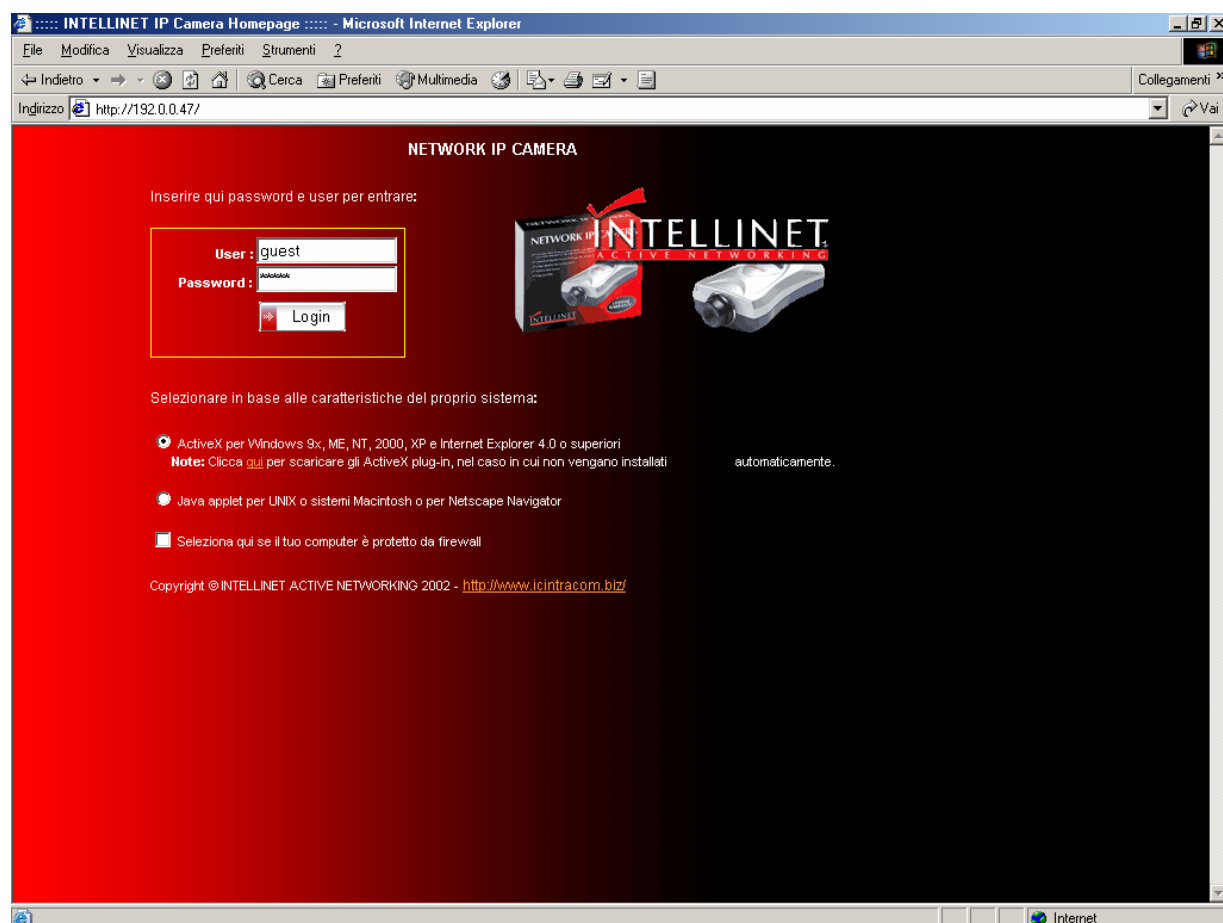 ::::: INTELLINET IP Camera Homepage ::::: - Microsoft Internet Explorer
File Modifica Visualizza Preferiti Strumenti ?
Indietro Cerca Preferiti Multimedia Collegamenti »
Indirizzo http://192.0.0.47/ Vai
NETWORK IP CAMERA
Inserire qui password e user per entrare:
User : guest
Password : *****
Login
NETWORK IP
INTELLINET
ACTIVE NETWORKING
INTELLINET
Selezionare in base alle caratteristiche del proprio sistema:
ActiveX per Windows 9x, ME, NT, 2000, XP e Internet Explorer 4.0 o superiori
Note: Clicca qui per scaricare gli ActiveX plug-in, nel caso in cui non vengano installati automaticamente.
Java applet per UNIX o sistemi Macintosh o per Netscape Navigator
Seleziona qui se il tuo computer è protetto da firewall
Copyright © INTELLINET ACTIVE NETWORKING 2002 - http://www.icintracom.biz/
Internet